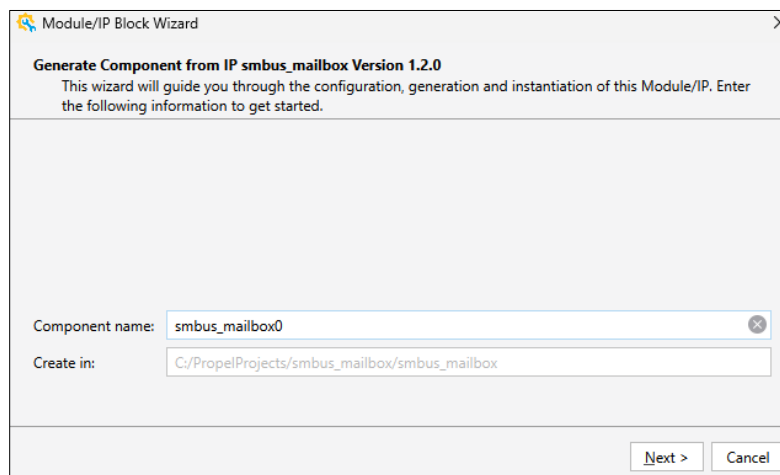 Module/IP Block Wizard
Generate Component from IP smbus_mailbox Version 1.2.0
This wizard will guide you through the configuration, generation and instantiation of this Module/IP. Enter
the following information to get started.
Component name: smbus_mailbox0
Create in: C:/PropelProjects/smbus_mailbox/smbus_mailbox
Next > Cancel